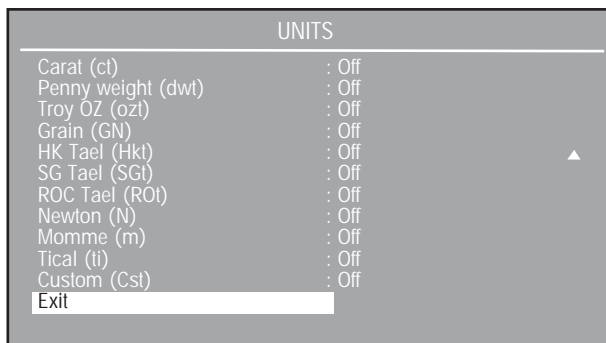 UNITS
Carat (ct) : Off
Penny weight (dwt) : Off
Troy OZ (ozt) : Off
Grain (GN) : Off
HK Tael (Hkt) : Off
SG Tael (SGt) : Off
ROC Tael (ROt) : Off
Newton (N) : Off
Momme (m) : Off
Tical (ti) : Off
Custom (Cst) : Off
Exit